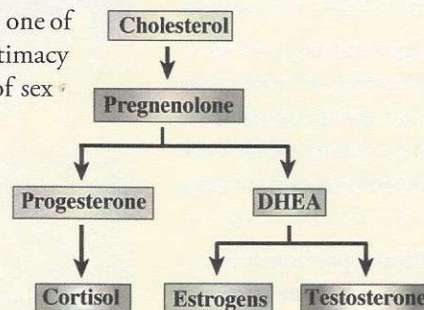 one of
timacy
of sex
Cholesterol
Pregnenolone
Progesterone DHEA
Cortisol Estrogens Testosterone